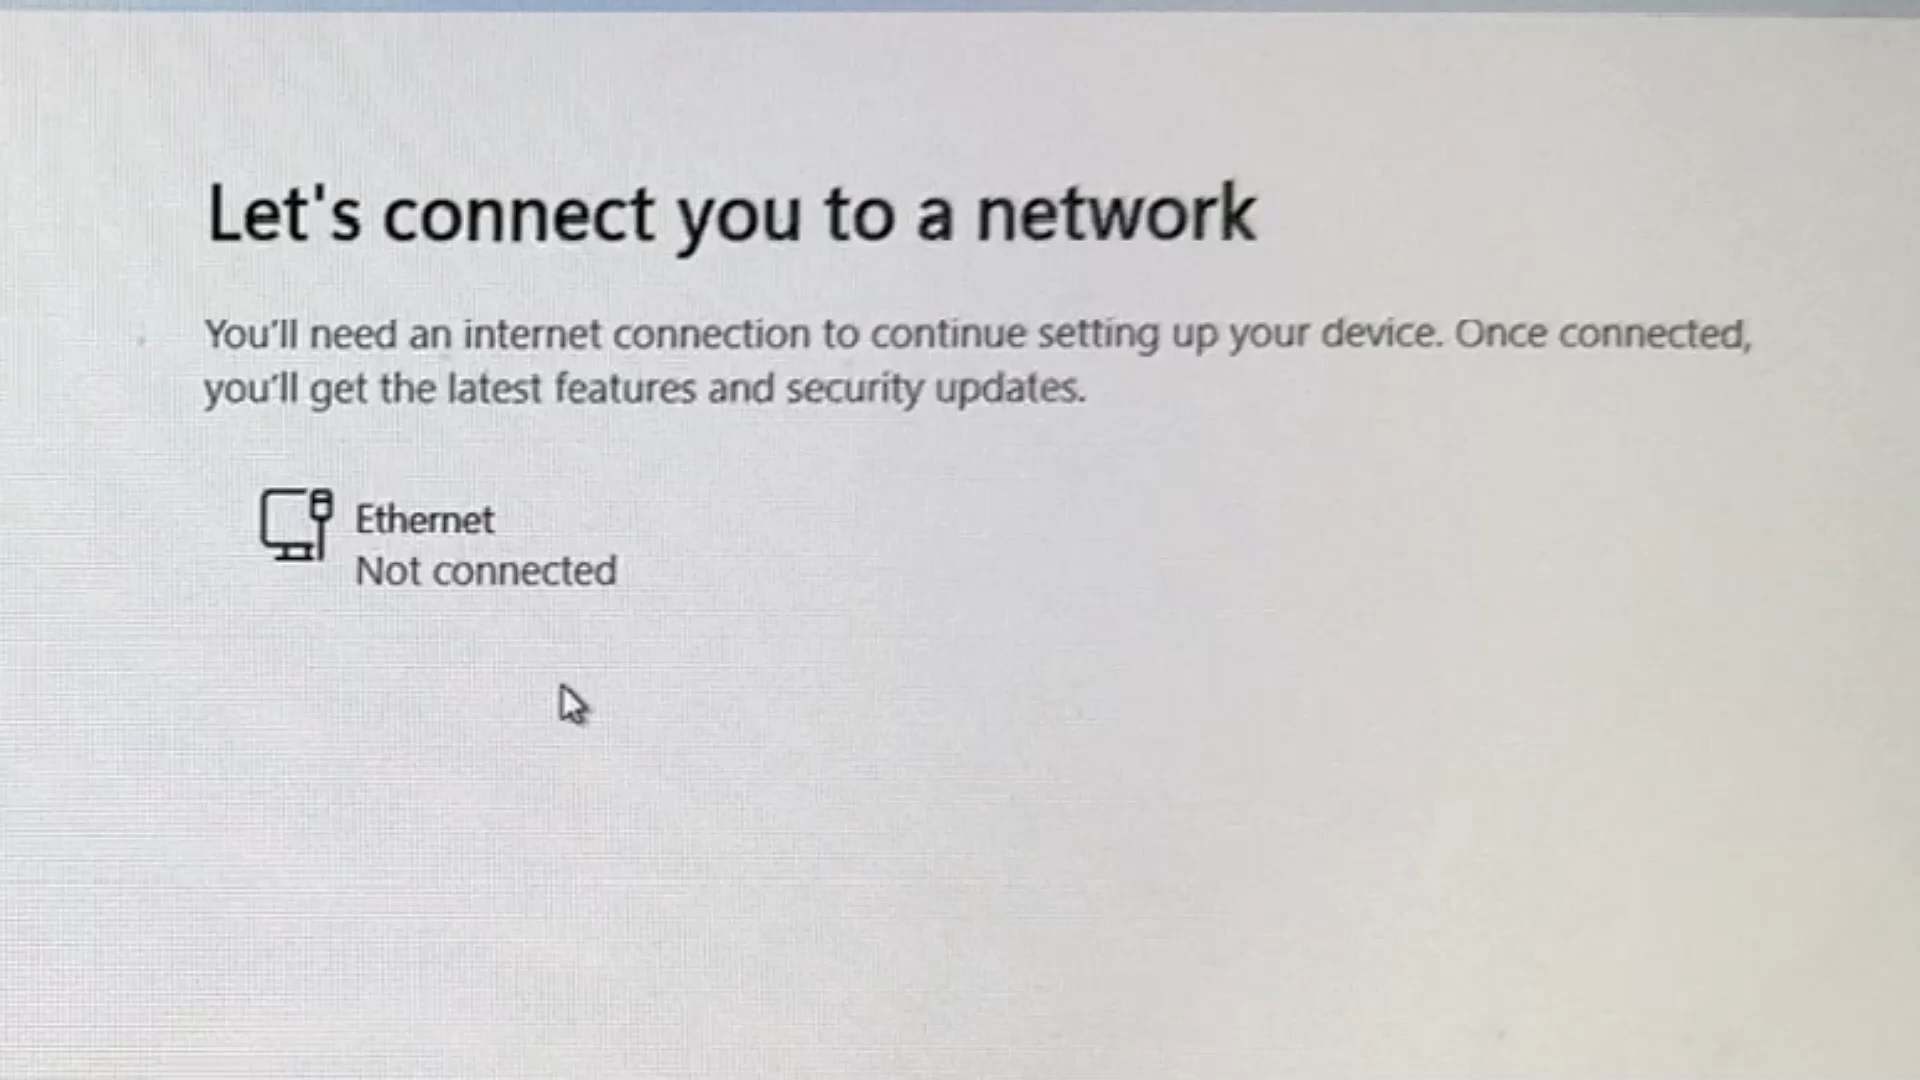 Let's connect you to a network
You’ll need an internet connection to continue setting up your device. Once connected,
you’ll get the latest features and security updates.
Ethernet
Not connected